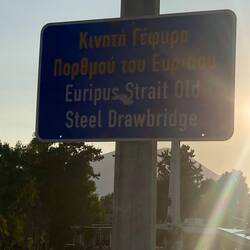 Κινητή Γέφυρα
Πορθμού του Ευρίπου
Euripus Strait Old
Steel Drawbridge